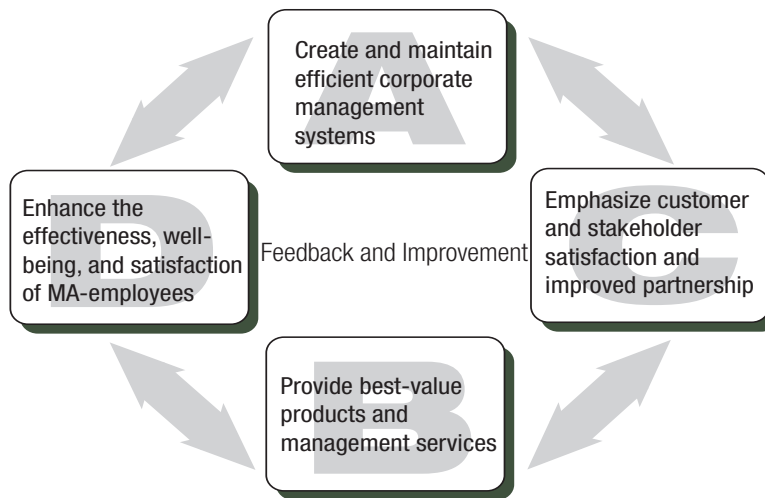 A
Create and maintain
efficient corporate
management
systems
D
Enhance the
effectiveness, well-
being, and satisfaction
of MA-employees
Feedback and Improvement
C
Emphasize customer
and stakeholder
satisfaction and
improved partnership
B
Provide best-value
products and
management services